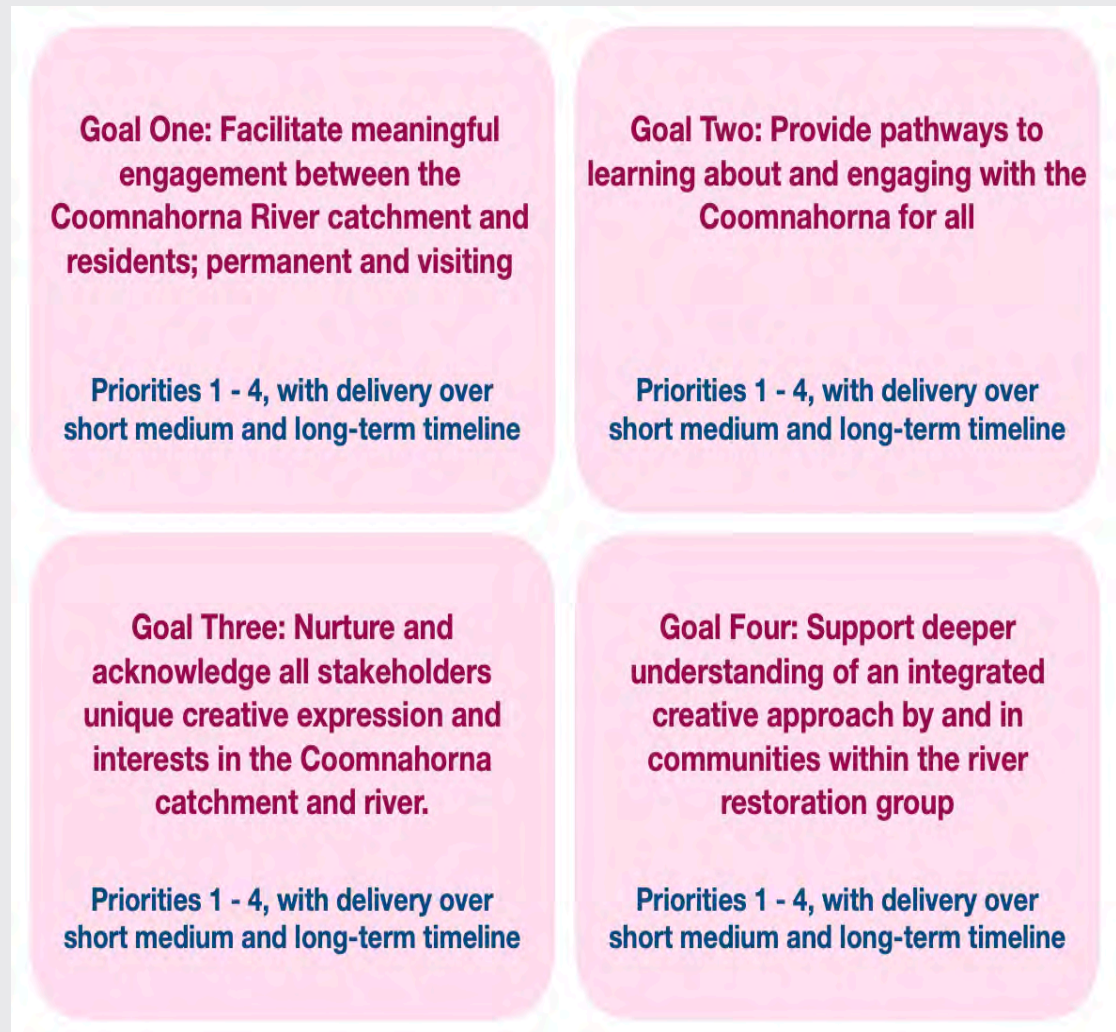 Goal One: Facilitate meaningful
engagement between the
Coomnahorna River catchment and
residents; permanent and visiting
Priorities 1 - 4, with delivery over
short medium and long-term timeline
Goal Two: Provide pathways to
learning about and engaging with the
Coomnahorna for all
Priorities 1 - 4, with delivery over
short medium and long-term timeline
Goal Three: Nurture and
acknowledge all stakeholders
unique creative expression and
interests in the Coomnahorna
catchment and river.
Priorities 1 - 4, with delivery over
short medium and long-term timeline
Goal Four: Support deeper
understanding of an integrated
creative approach by and in
communities within the river
restoration group
Priorities 1 - 4, with delivery over
short medium and long-term timeline